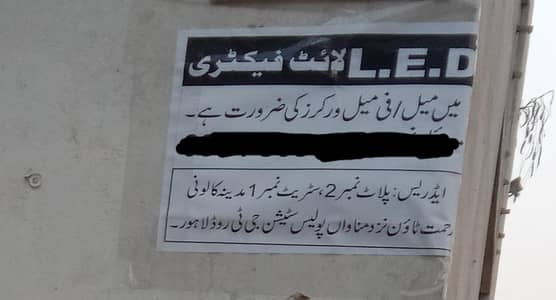 L.E.D لائٹ فیکٹری
میں میل/فی میل ورکرز کی ضرورت ہے۔
ایڈریس: پلاٹ نمبر 2، سٹریٹ نمبر 1 مدینہ کالونی
رحمت ٹاؤن نزد مناواں پولیس سٹیشن جی ٹی روڈ لاہور۔